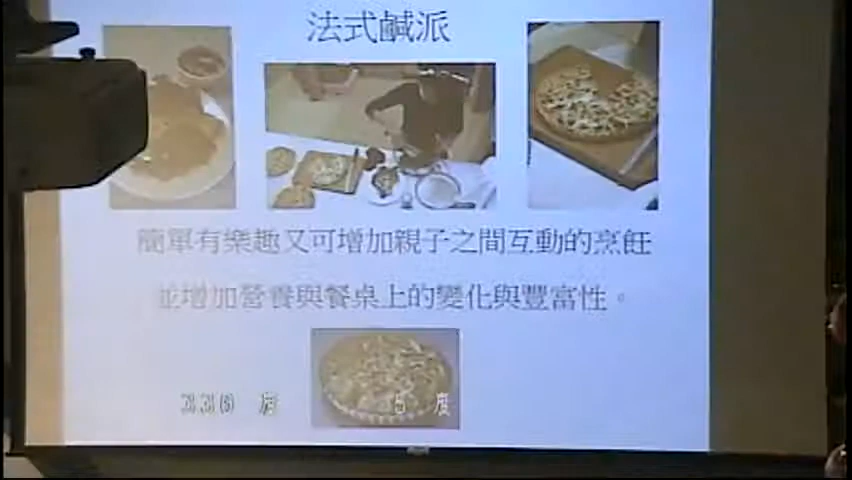 法式鹹派
簡單有樂趣又可增加親子之間互動的烹飪
並增加營養與餐桌上的變化與豐富性。
度
度